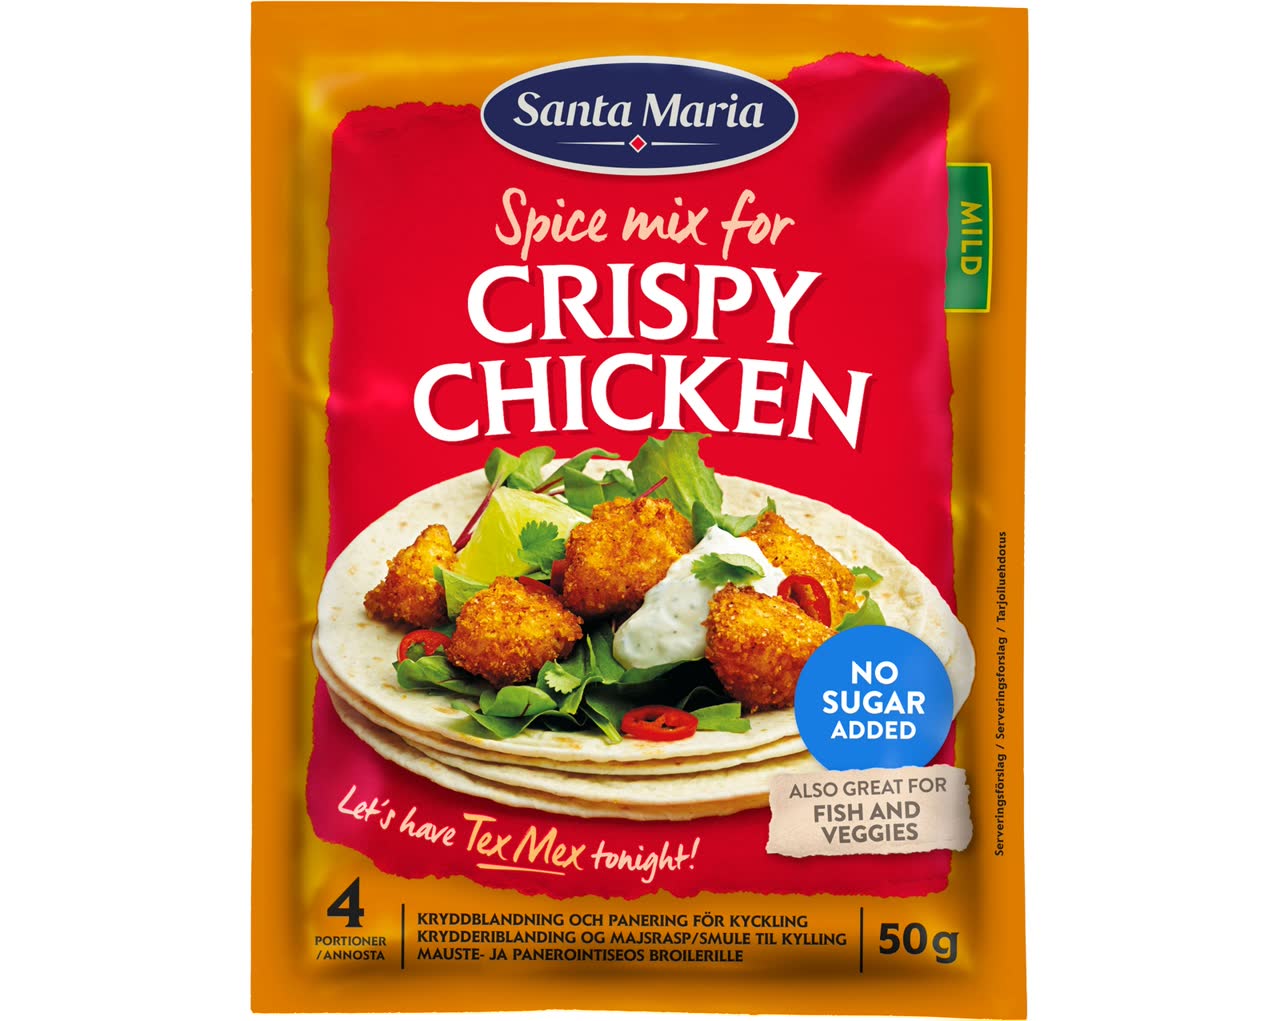 Santa Maria
Spice mix for
CRISPY
CHICKEN
MILD
NO
SUGAR
ADDED
ALSO GREAT FOR
FISH AND
VEGGIES
Let's have Tex Mex tonight!
Serveringsförslag / Serveringsforslag / Tarjoiluehdotus
4
PORTIONER
/ANNOSTA
KRYDDBLANDNING OCH PANERING FÖR KYCKLING
KRYDDERIBLANDING OG MAJSRASP/SMULE TIL KYLLING
MAUSTE- JA PANEROINTISEOS BROILERILLE
50g